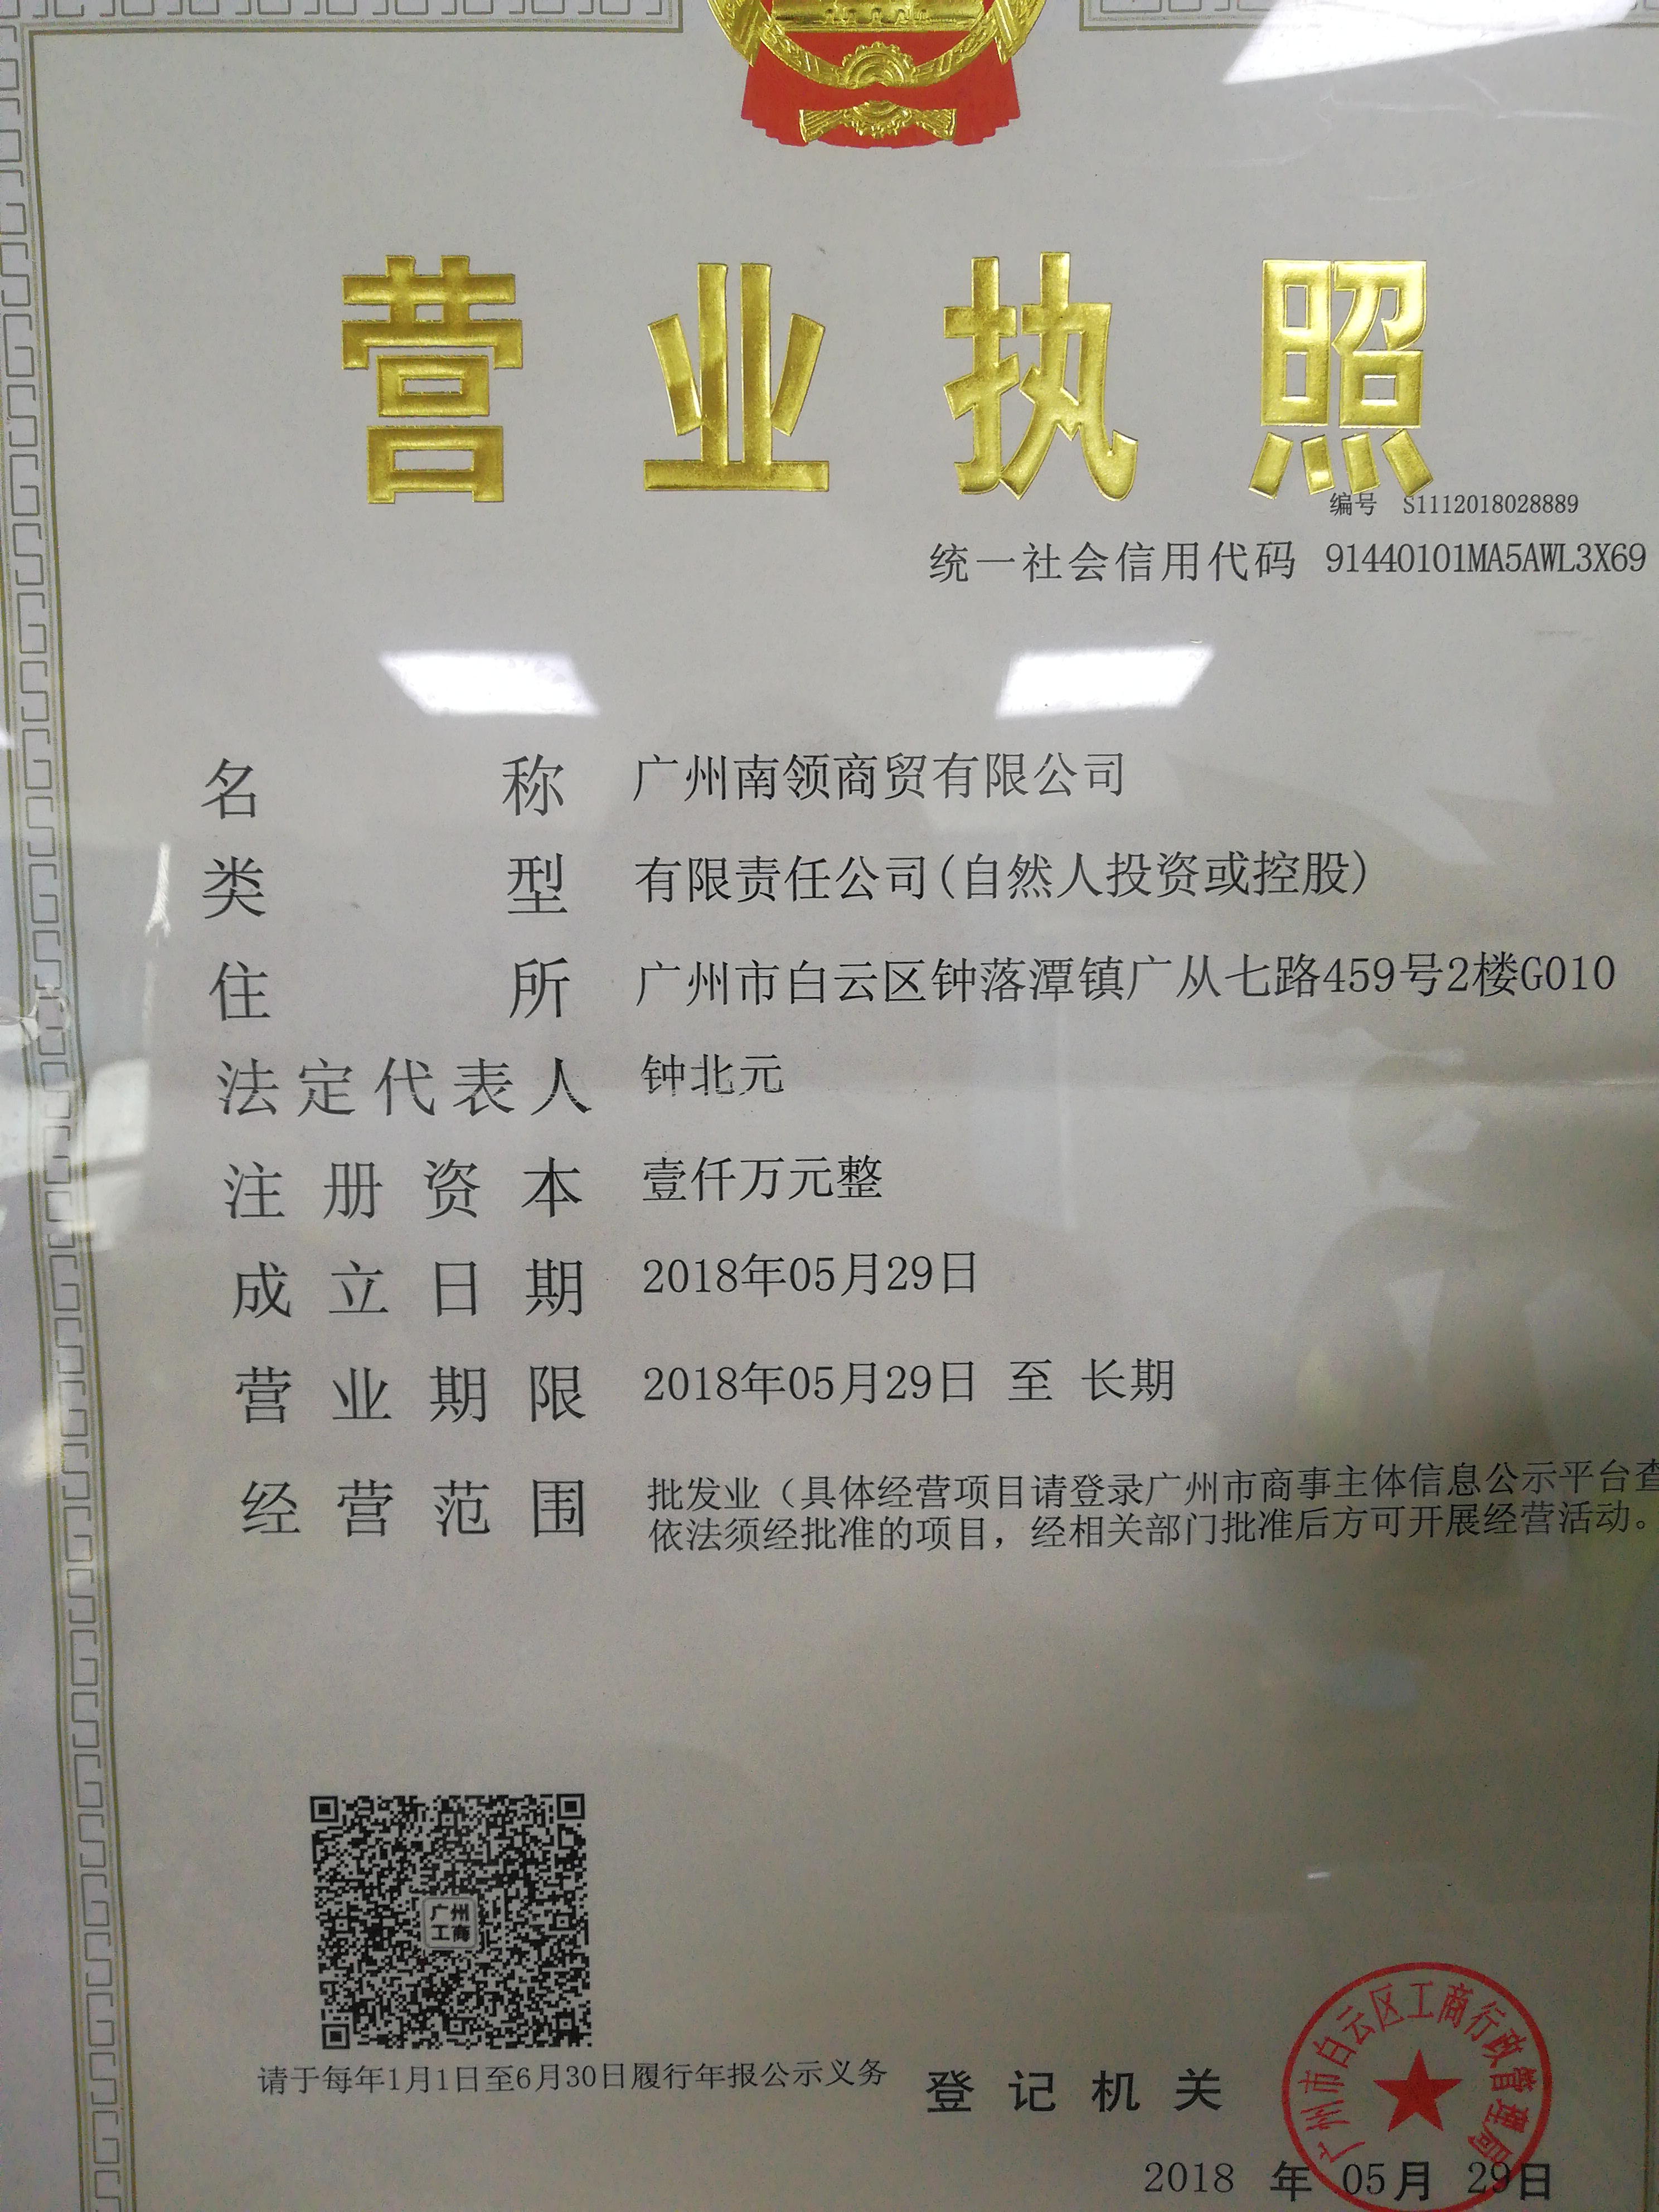 营业执照
编号 S1112018028889
统一社会信用代码 91440101MA5AWL3X69
名称 广州南领商贸有限公司
类型 有限责任公司(自然人投资或控股)
住所 广州市白云区钟落潭镇广从七路459号2楼G010
法定代表人 钟北元
注册资本 壹仟万元整
成立日期 2018年05月29日
营业期限 2018年05月29日 至 长期
经营范围 批发业（具体经营项目请登录广州市商事主体信息公示平台查
依法须经批准的项目，经相关部门批准后方可开展经营活动。
广州
工商
请于每年1月1日至6月30日履行年报公示义务
登记机关
广州市白云区工商行政管理局
2018 年 05月 29日